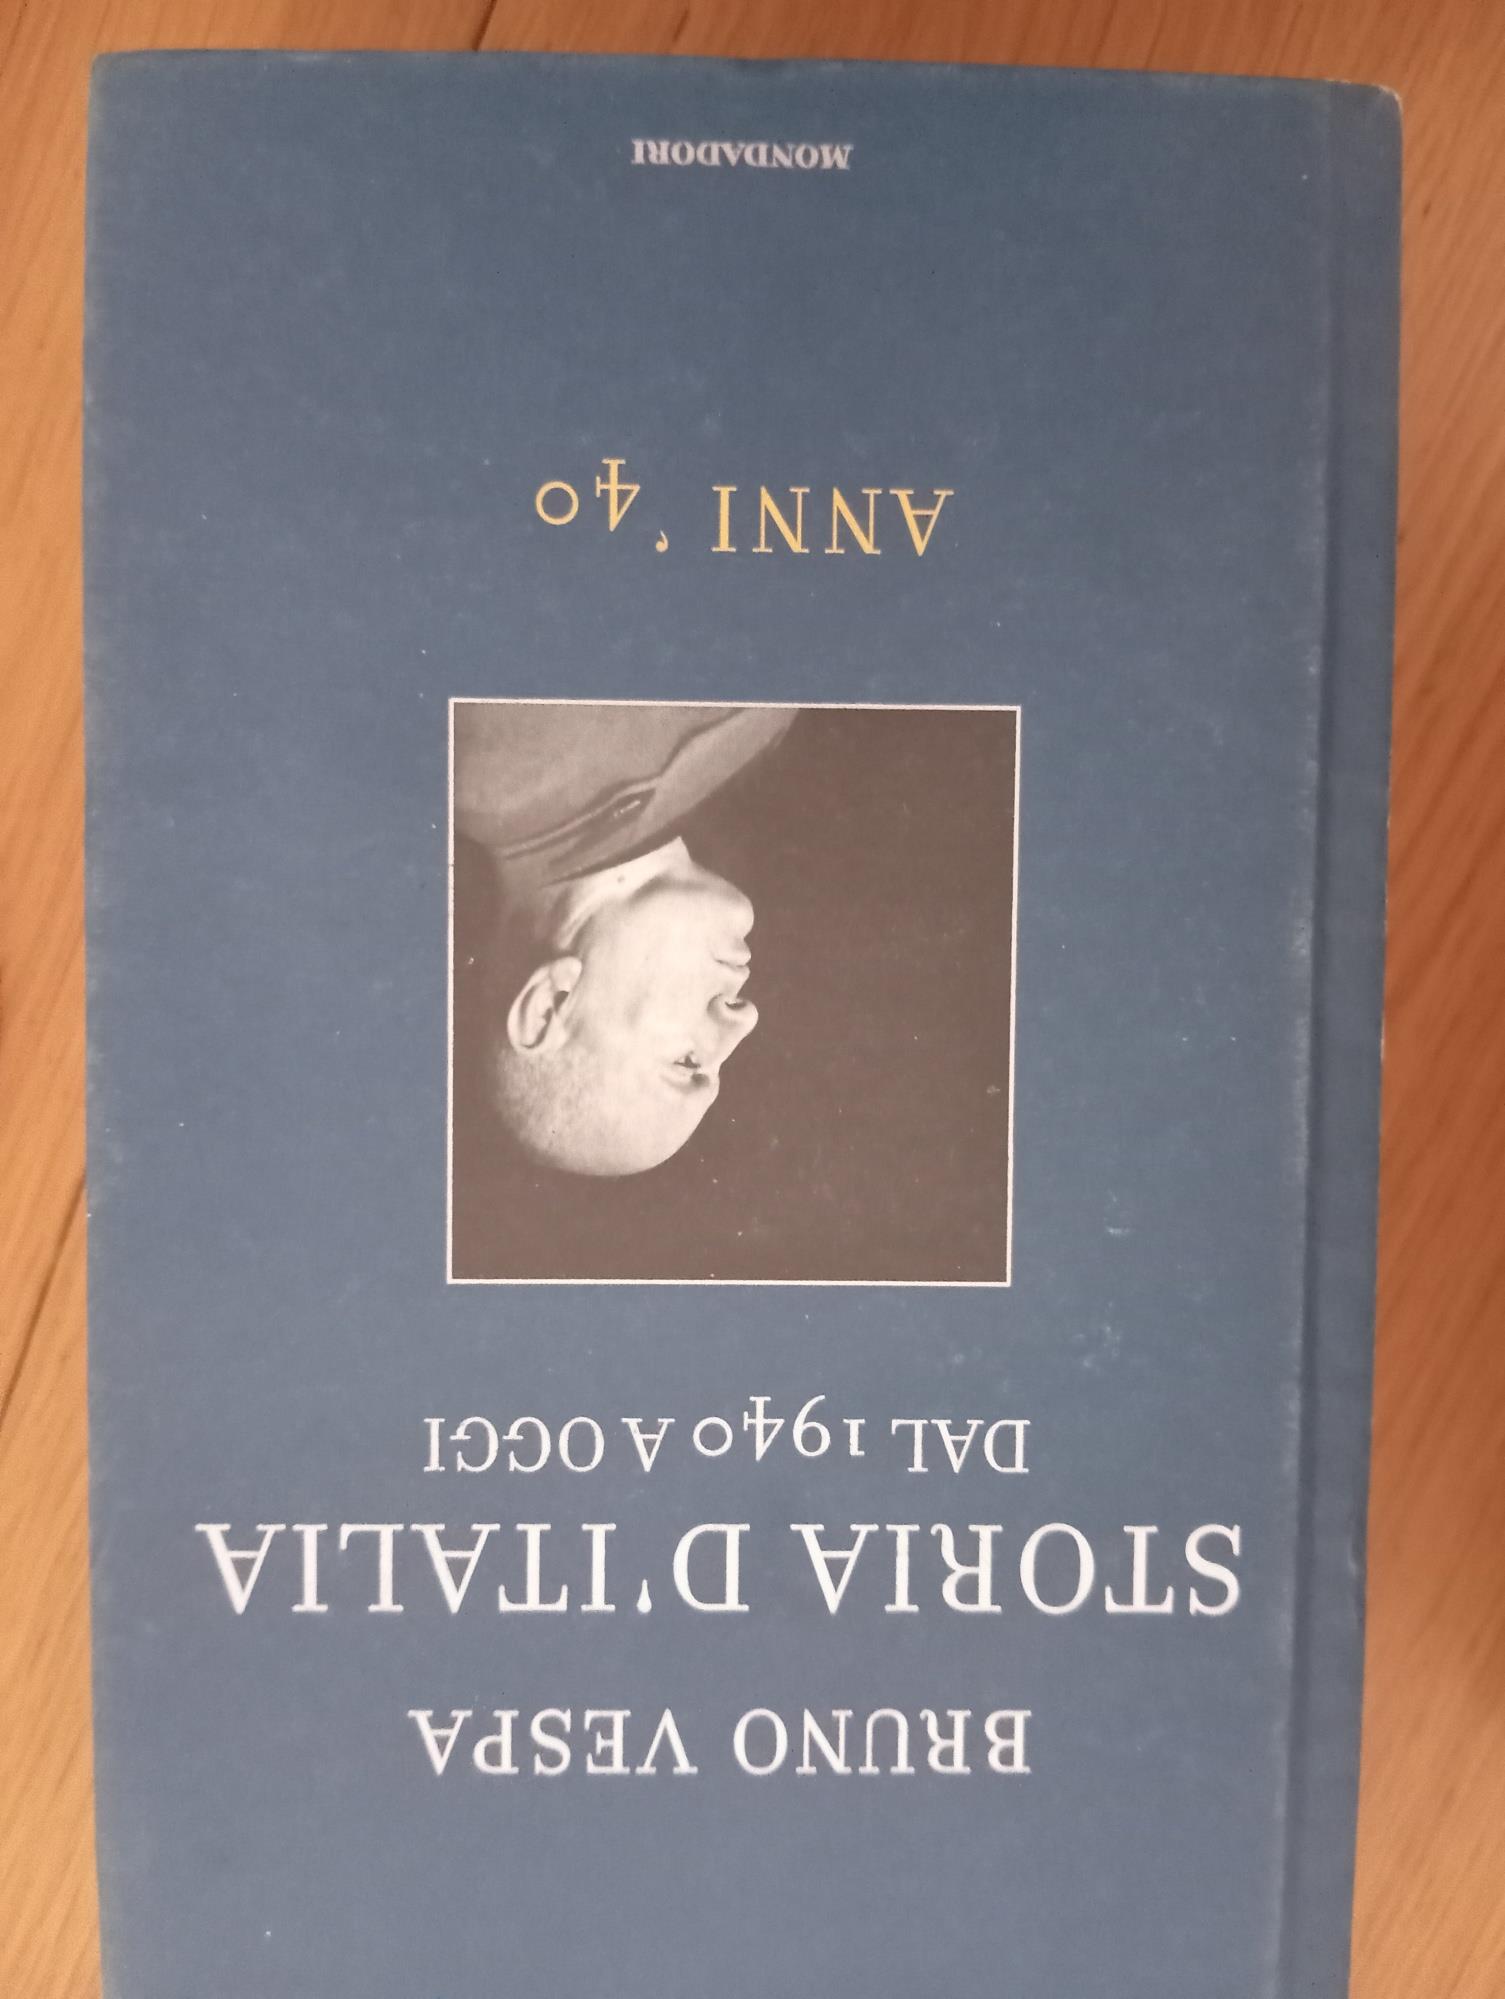 BRUNO VESPA
STORIA D'ITALIA
DAL 1940 A OGGI
ANNI '40
MONDADORI